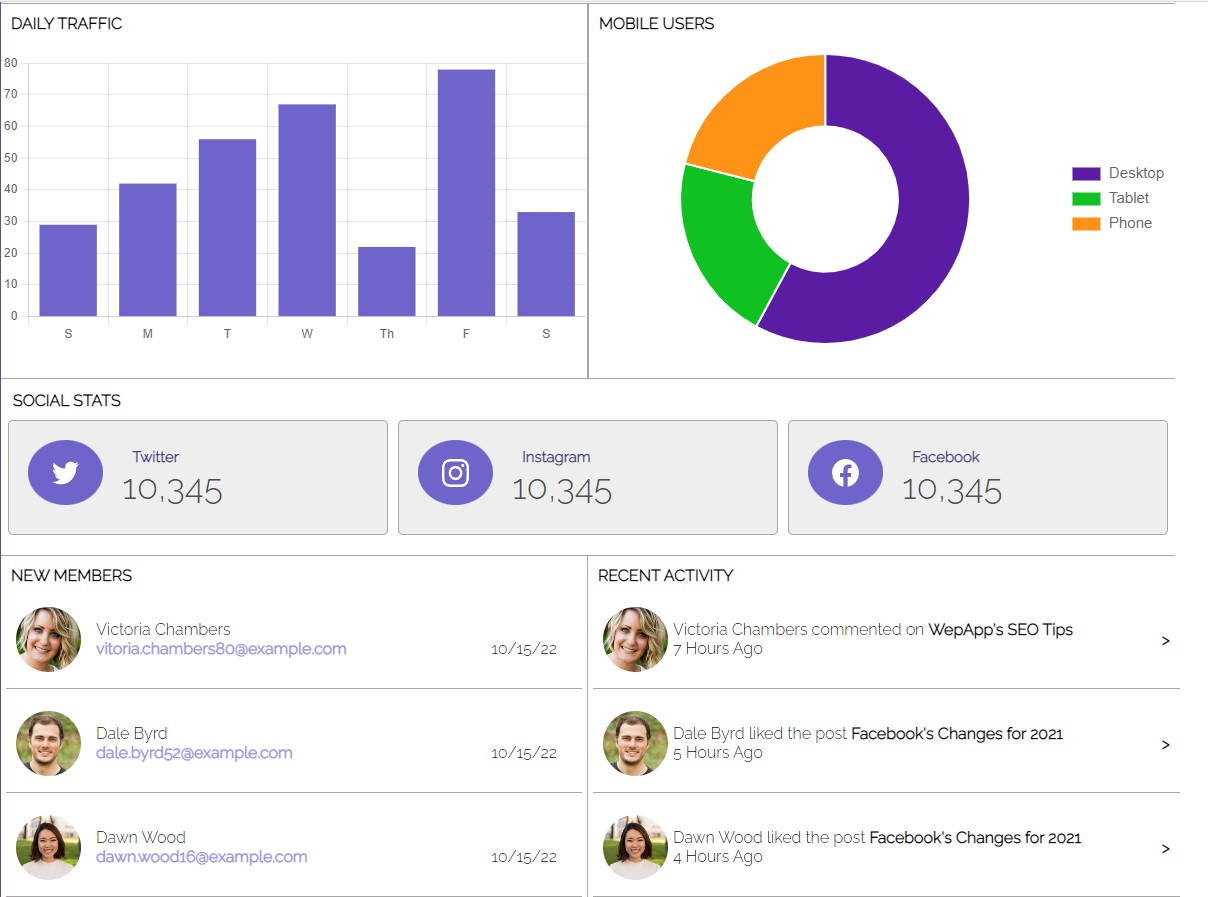 DAILY TRAFFIC
80
70
60
50
40
30
20
10
0
S M T W Th F S
MOBILE USERS
Desktop
Tablet
Phone
SOCIAL STATS
Twitter
10,345
Instagram
10,345
Facebook
10,345
NEW MEMBERS
Victoria Chambers
vitoria.chambers80@example.com
10/15/22
Dale Byrd
dale.byrd52@example.com
10/15/22
Dawn Wood
dawn.wood16@example.com
10/15/22
RECENT ACTIVITY
Victoria Chambers commented on WepApp's SEO Tips
7 Hours Ago
>
Dale Byrd liked the post Facebook's Changes for 2021
5 Hours Ago
>
Dawn Wood liked the post Facebook's Changes for 2021
4 Hours Ago
>